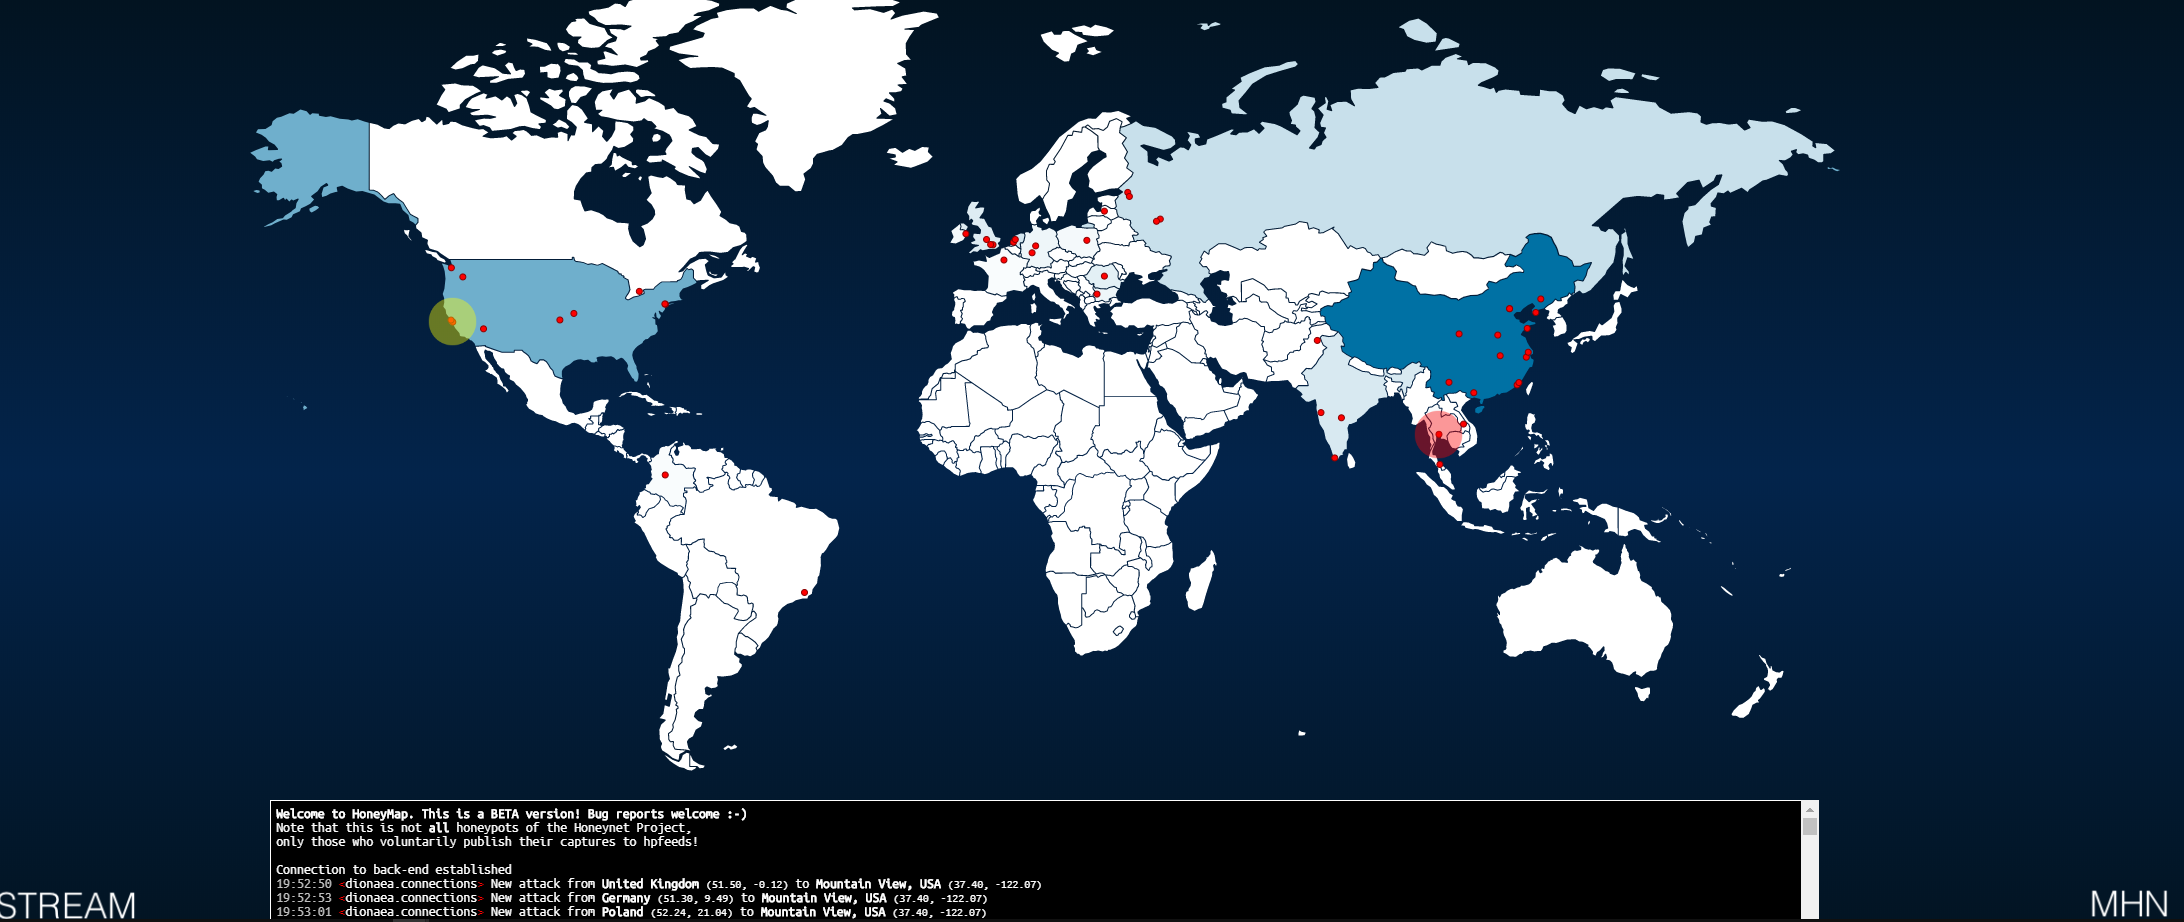 Welcome to HoneyMap. This is a BETA version! Bug reports welcome :-)
Note that this is not all honeypots of the Honeynet Project,
only those who voluntarily publish their captures to hpfeeds!
Connection to back-end established
19:52:50 <dionaea.connections> New attack from United Kingdom (51.50, -0.12) to Mountain View, USA (37.40, -122.07)
19:52:53 <dionaea.connections> New attack from Germany (51.30, 9.49) to Mountain View, USA (37.40, -122.07)
19:53:01 <dionaea.connections> New attack from Poland (52.24, 21.04) to Mountain View, USA (37.40, -122.07)
STREAM
MHN